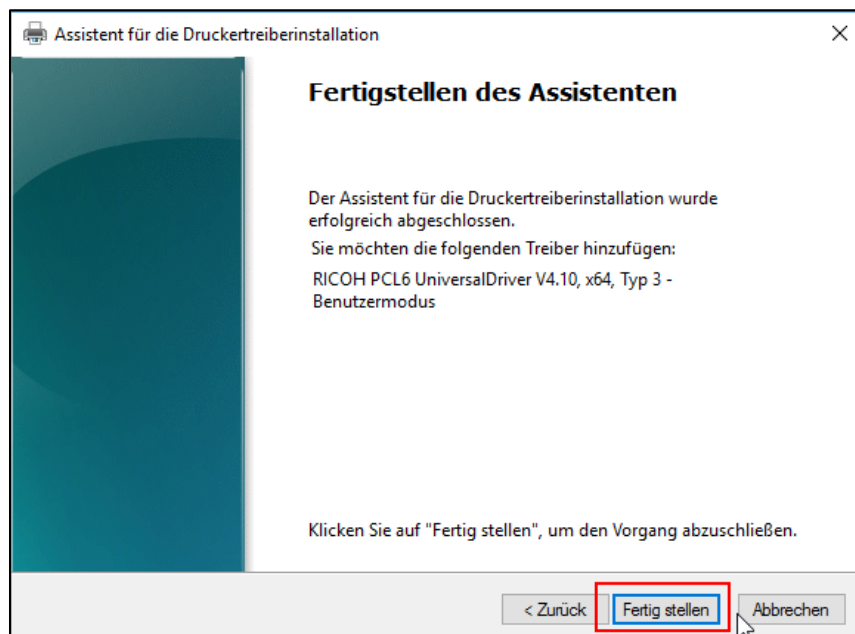 Assistent für die Druckertreiberinstallation
Fertigstellen des Assistenten
Der Assistent für die Druckertreiberinstallation wurde
erfolgreich abgeschlossen.
Sie möchten die folgenden Treiber hinzufügen:
RICOH PCL6 UniversalDriver V4.10, x64, Typ 3 -
Benutzermodus
Klicken Sie auf "Fertig stellen", um den Vorgang abzuschließen.
< Zurück Fertig stellen Abbrechen